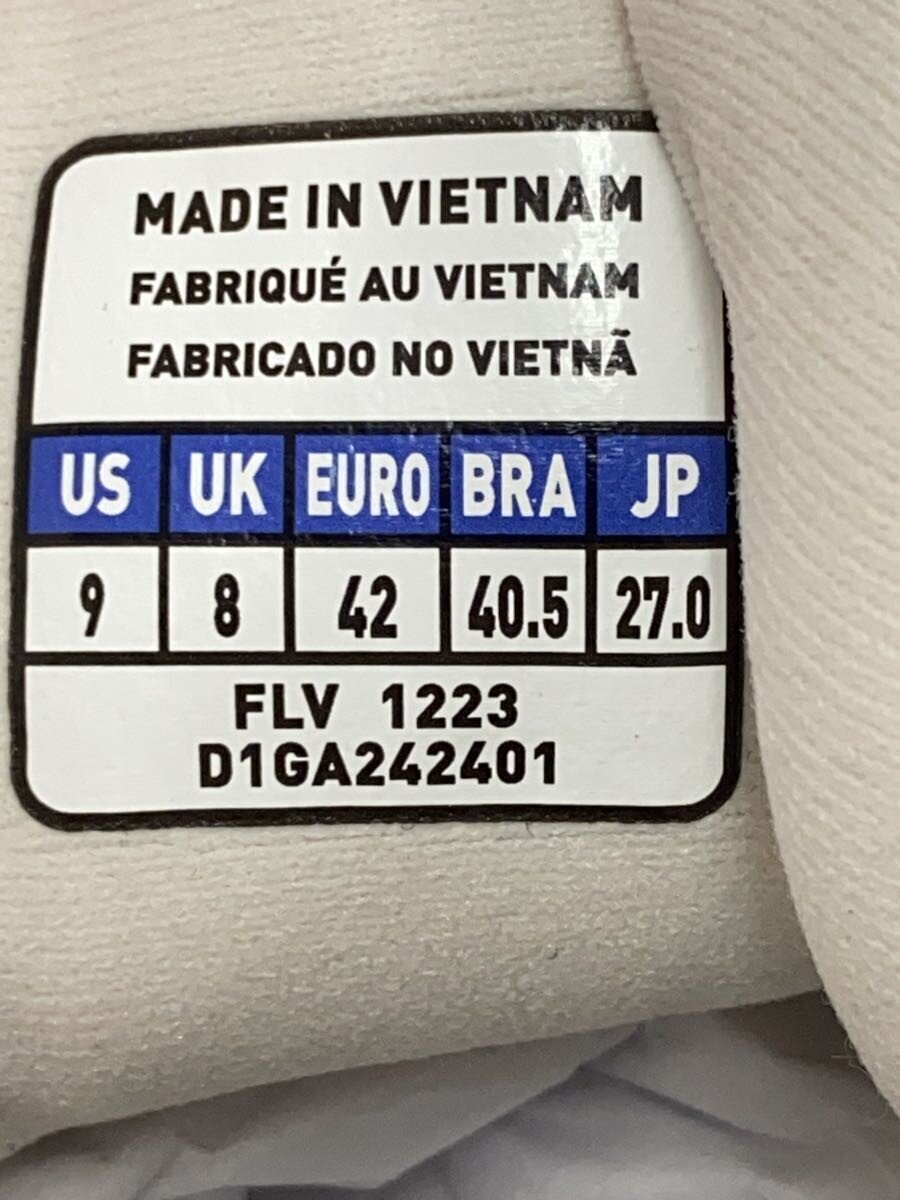 MADE IN VIETNAM
FABRIQUÉ AU VIETNAM
FABRICADO NO VIETNÃ
US UK EURO BRA JP
9 8 42 40.5 27.0
FLV 1223
D1GA242401